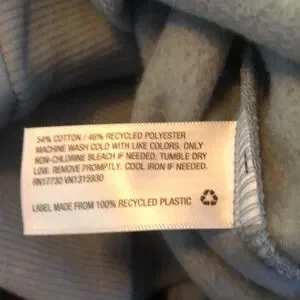 54% COTTON / 46% RECYCLED POLYESTER
MACHINE WASH COLD WITH LIKE COLORS. ONLY
NON-CHLORINE BLEACH IF NEEDED. TUMBLE DRY
LOW. REMOVE PROMPTLY. COOL IRON IF NEEDED.
RN17730 VN1315930
LABEL MADE FROM 100% RECYCLED PLASTIC